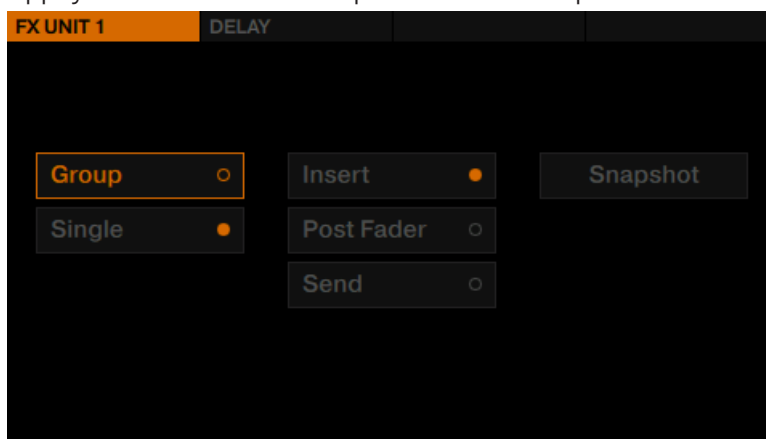 FX UNIT 1 DELAY
Group Insert Snapshot
Single Post Fader
Send